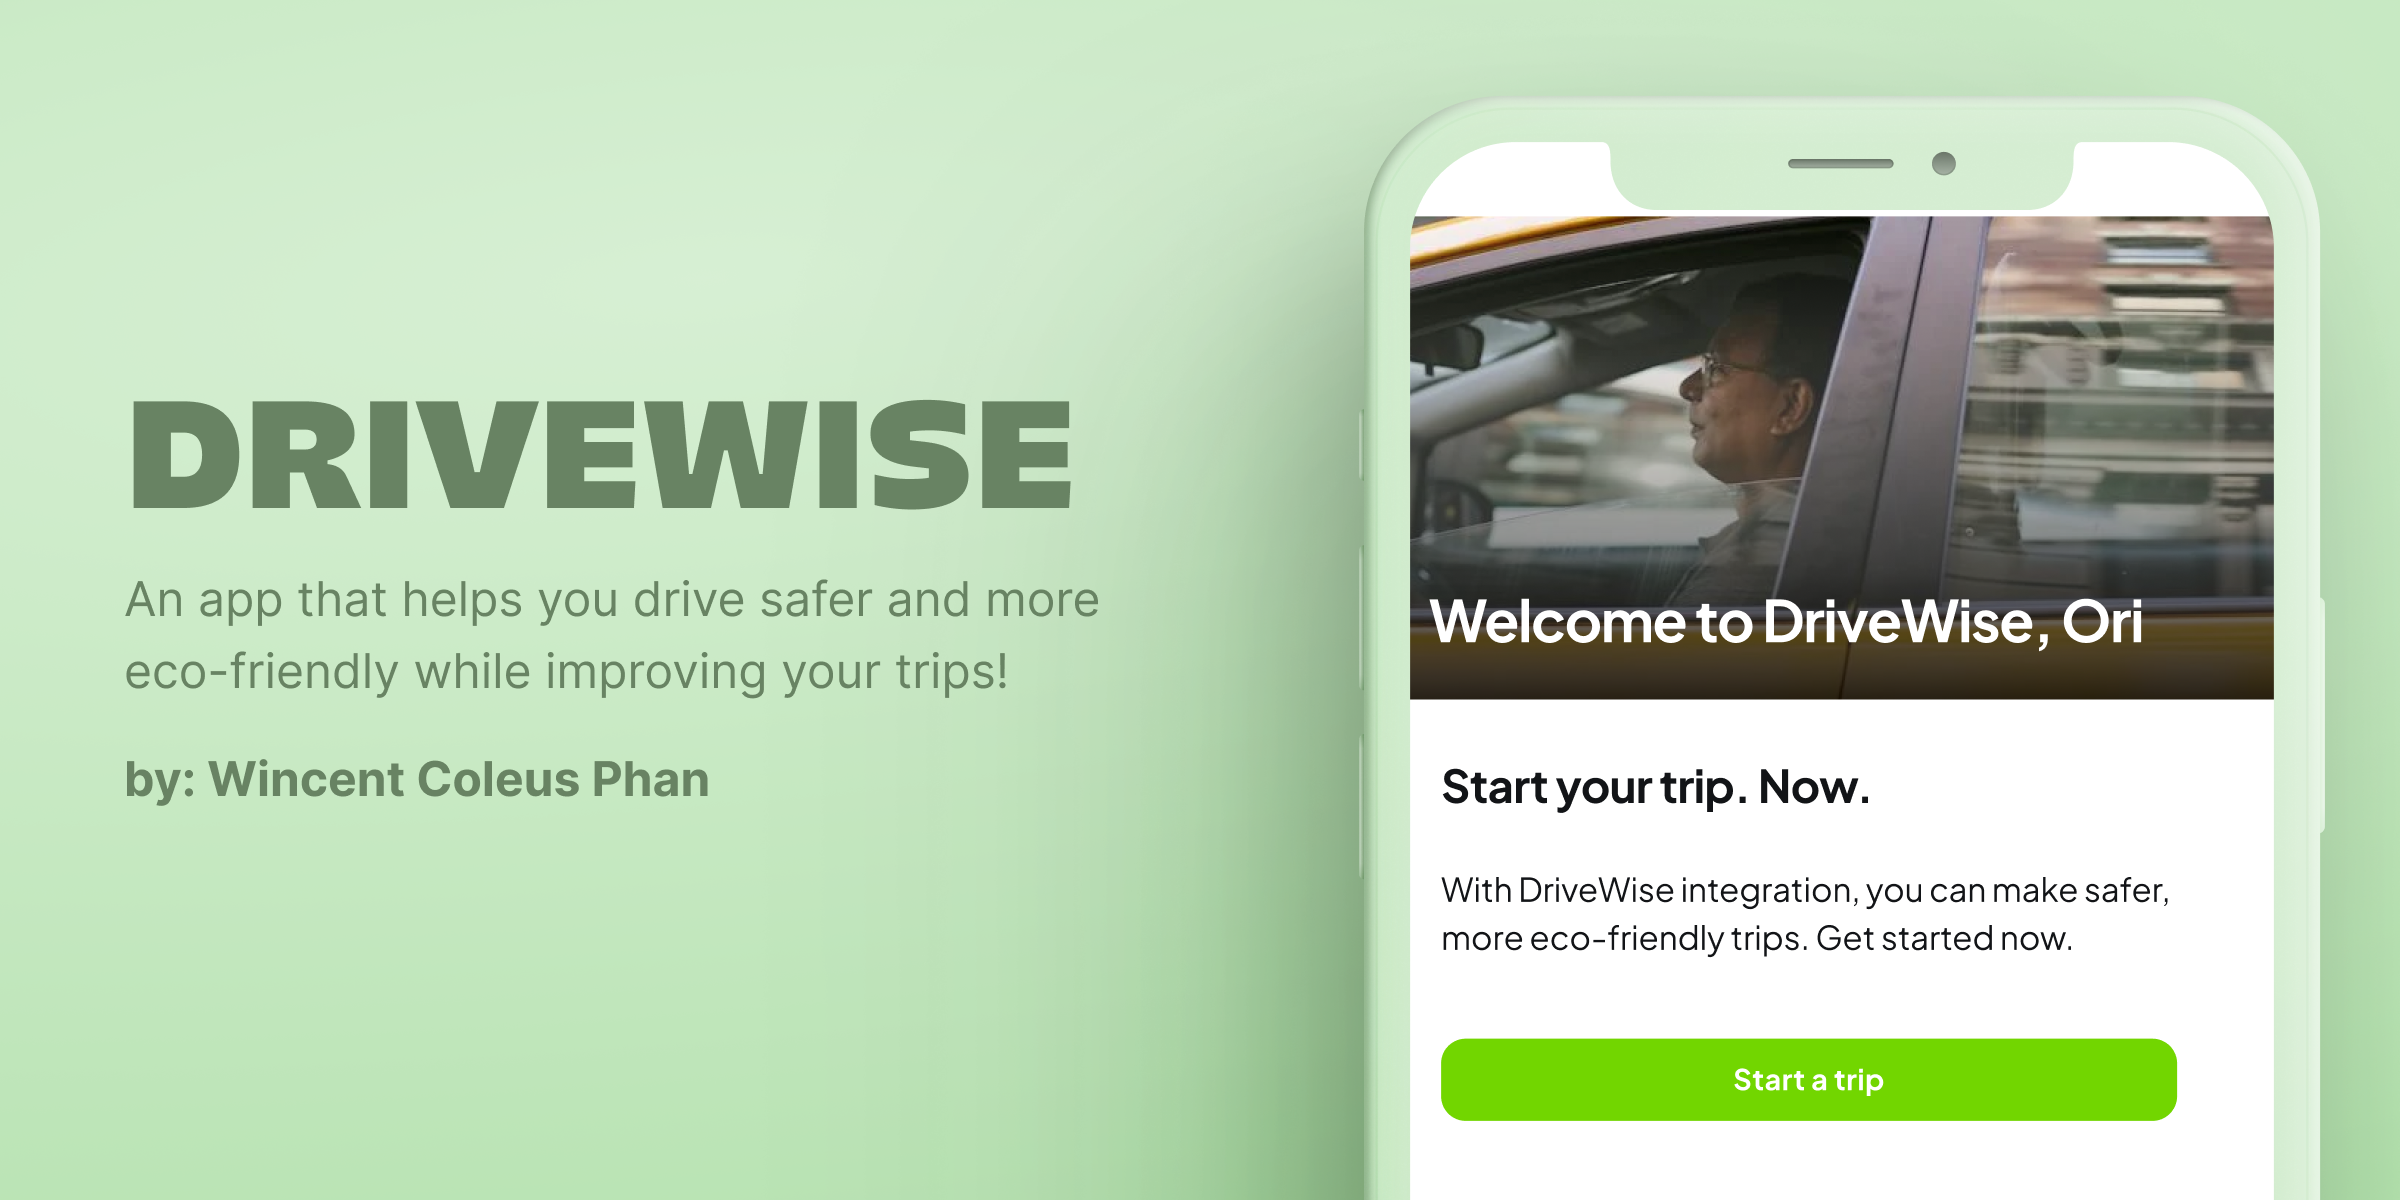 DRIVEWISE
An app that helps you drive safer and more
eco-friendly while improving your trips!
by: Wincent Coleus Phan
Welcome to DriveWise, Ori
Start your trip. Now.
With DriveWise integration, you can make safer,
more eco-friendly trips. Get started now.
Start a trip